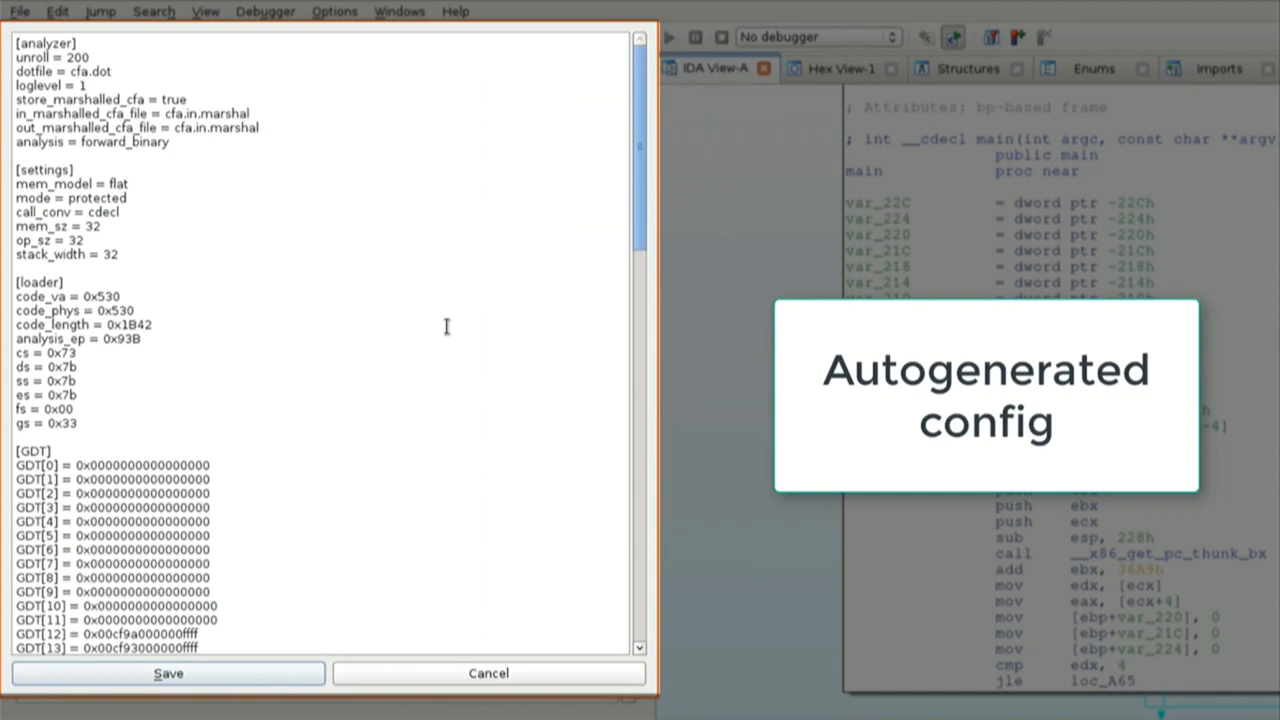 File Edit Jump Search View Debugger Options Windows Help
[analyzer]
unroll = 200
dotfile = cfa.dot
loglevel = 1
store_marshalled_cfa = true
in_marshalled_cfa_file = cfa.in.marshal
out_marshalled_cfa_file = cfa.in.marshal
analysis = forward_binary
[settings]
mem_model = flat
mode = protected
call_conv = cdecl
mem_sz = 32
op_sz = 32
stack_width = 32
[loader]
code_va = 0x530
code_phys = 0x530
code_length = 0x1B42
analysis_ep = 0x93B
cs = 0x73
ds = 0x7b
ss = 0x7b
es = 0x7b
fs = 0x00
gs = 0x33
[GDT]
GDT[0] = 0x0000000000000000
GDT[1] = 0x0000000000000000
GDT[2] = 0x0000000000000000
GDT[3] = 0x0000000000000000
GDT[4] = 0x0000000000000000
GDT[5] = 0x0000000000000000
GDT[6] = 0x0000000000000000
GDT[7] = 0x0000000000000000
GDT[8] = 0x0000000000000000
GDT[9] = 0x0000000000000000
GDT[10] = 0x0000000000000000
GDT[11] = 0x0000000000000000
GDT[12] = 0x00cf9a000000ffff
GDT[13] = 0x00cf93000000ffff
Save Cancel
No debugger
IDA View-A Hex View-1 Structures Enums Imports
; Attributes: bp-based frame
; int __cdecl main(int argc, const char **argv
public main
main proc near
var_22C = dword ptr -22Ch
var_224 = dword ptr -224h
var_220 = dword ptr -220h
var_21C = dword ptr -21Ch
var_218 = dword ptr -218h
var_214 = dword ptr -214h
Autogenerated
config
push ebx
push ecx
sub esp, 228h
call __x86_get_pc_thunk_bx
add ebx, 36A9h
mov edx, [ecx]
mov eax, [ecx+4]
mov [ebp+var_220], 0
mov [ebp+var_21C], 0
mov [ebp+var_224], 0
cmp edx, 4
jle loc_A65